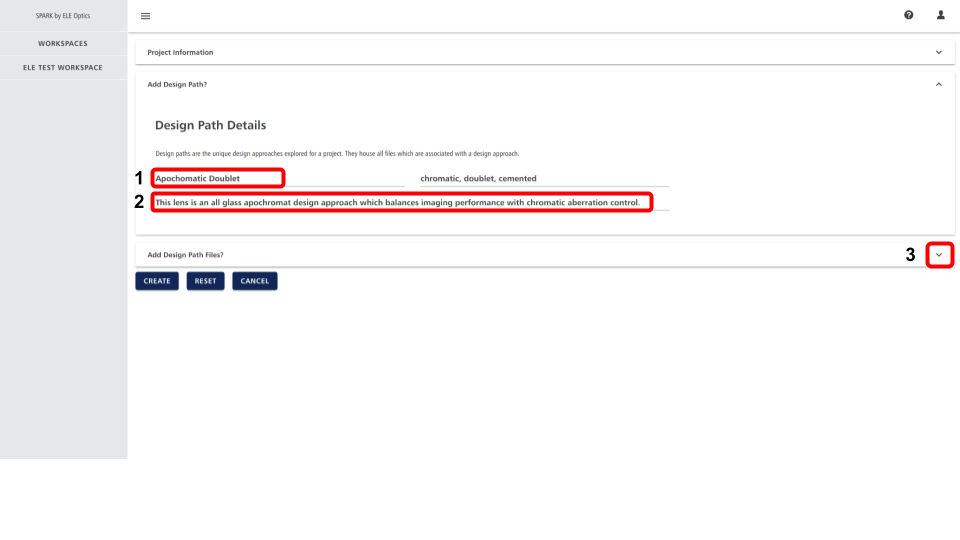 SPARK by ELE Optics
WORKSPACES
ELE TEST WORKSPACE
Project Information
Add Design Path?
Design Path Details
Design paths are the unique design approaches explored for a project. They house all files which are associated with a design approach.
1 Apochomatic Doublet chromatic, doublet, cemented
2 This lens is an all glass apochromat design approach which balances imaging performance with chromatic aberration control.
Add Design Path Files? 3
CREATE RESET CANCEL